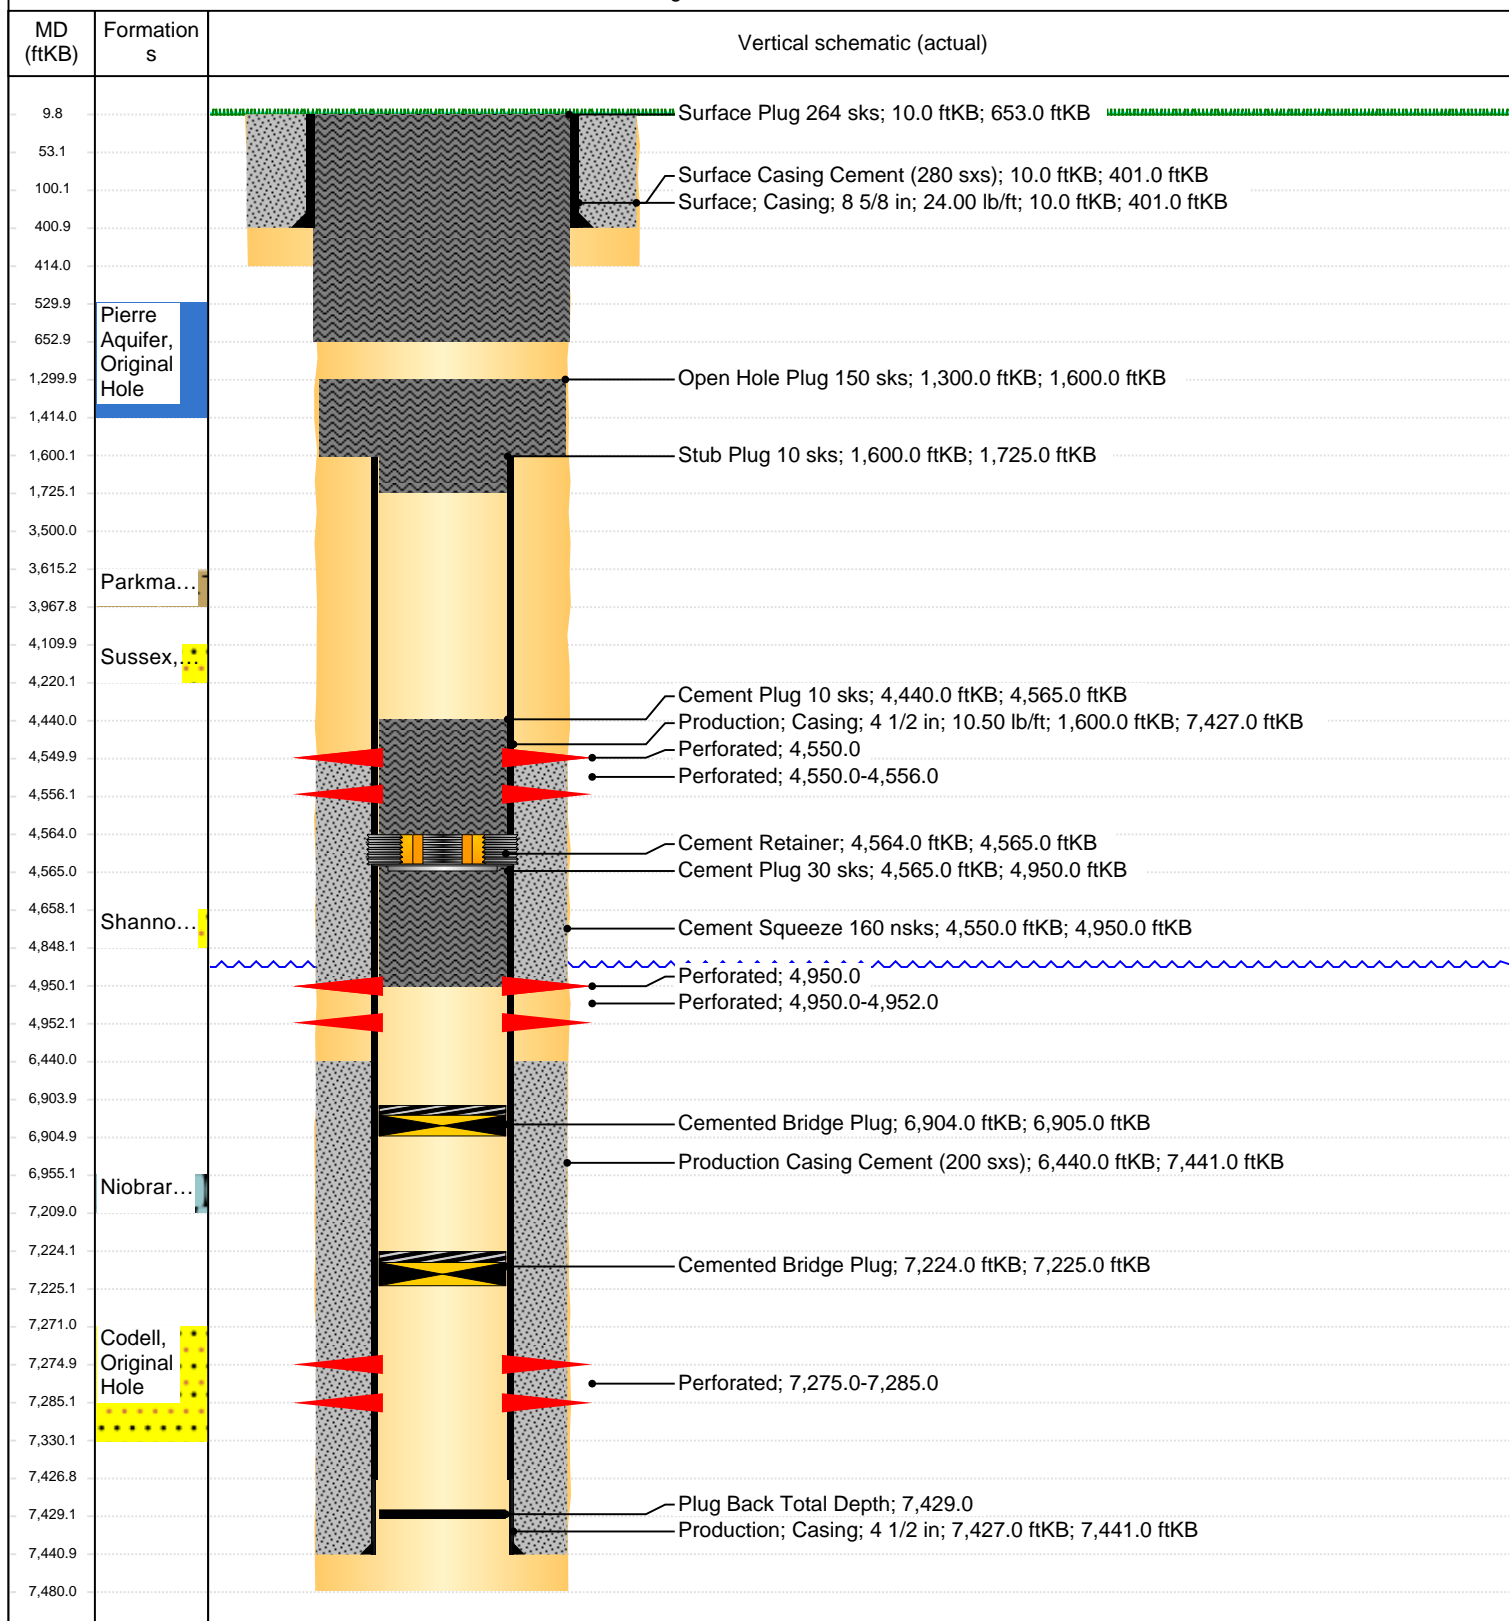 MD
(ftKB)
Formation
s
Vertical schematic (actual)
9.8
53.1
100.1
400.9
414.0
529.9
652.9
1,299.9
1,414.0
1,600.1
1,725.1
3,500.0
3,615.2
3,967.8
4,109.9
4,220.1
4,440.0
4,549.9
4,556.1
4,564.0
4,565.0
4,658.1
4,848.1
4,950.1
4,952.1
6,440.0
6,903.9
6,904.9
6,955.1
7,209.0
7,224.1
7,225.1
7,271.0
7,274.9
7,285.1
7,330.1
7,426.8
7,429.1
7,440.9
7,480.0
Pierre
Aquifer,
Original
Hole
Parkma...
Sussex,...
Shanno...
Niobrar...
Codell,
Original
Hole
Surface Plug 264 sks; 10.0 ftKB; 653.0 ftKB
Surface Casing Cement (280 sxs); 10.0 ftKB; 401.0 ftKB
Surface; Casing; 8 5/8 in; 24.00 lb/ft; 10.0 ftKB; 401.0 ftKB
Open Hole Plug 150 sks; 1,300.0 ftKB; 1,600.0 ftKB
Stub Plug 10 sks; 1,600.0 ftKB; 1,725.0 ftKB
Cement Plug 10 sks; 4,440.0 ftKB; 4,565.0 ftKB
Production; Casing; 4 1/2 in; 10.50 lb/ft; 1,600.0 ftKB; 7,427.0 ftKB
Perforated; 4,550.0
Perforated; 4,550.0-4,556.0
Cement Retainer; 4,564.0 ftKB; 4,565.0 ftKB
Cement Plug 30 sks; 4,565.0 ftKB; 4,950.0 ftKB
Cement Squeeze 160 nsks; 4,550.0 ftKB; 4,950.0 ftKB
Perforated; 4,950.0
Perforated; 4,950.0-4,952.0
Cemented Bridge Plug; 6,904.0 ftKB; 6,905.0 ftKB
Production Casing Cement (200 sxs); 6,440.0 ftKB; 7,441.0 ftKB
Cemented Bridge Plug; 7,224.0 ftKB; 7,225.0 ftKB
Perforated; 7,275.0-7,285.0
Plug Back Total Depth; 7,429.0
Production; Casing; 4 1/2 in; 7,427.0 ftKB; 7,441.0 ftKB